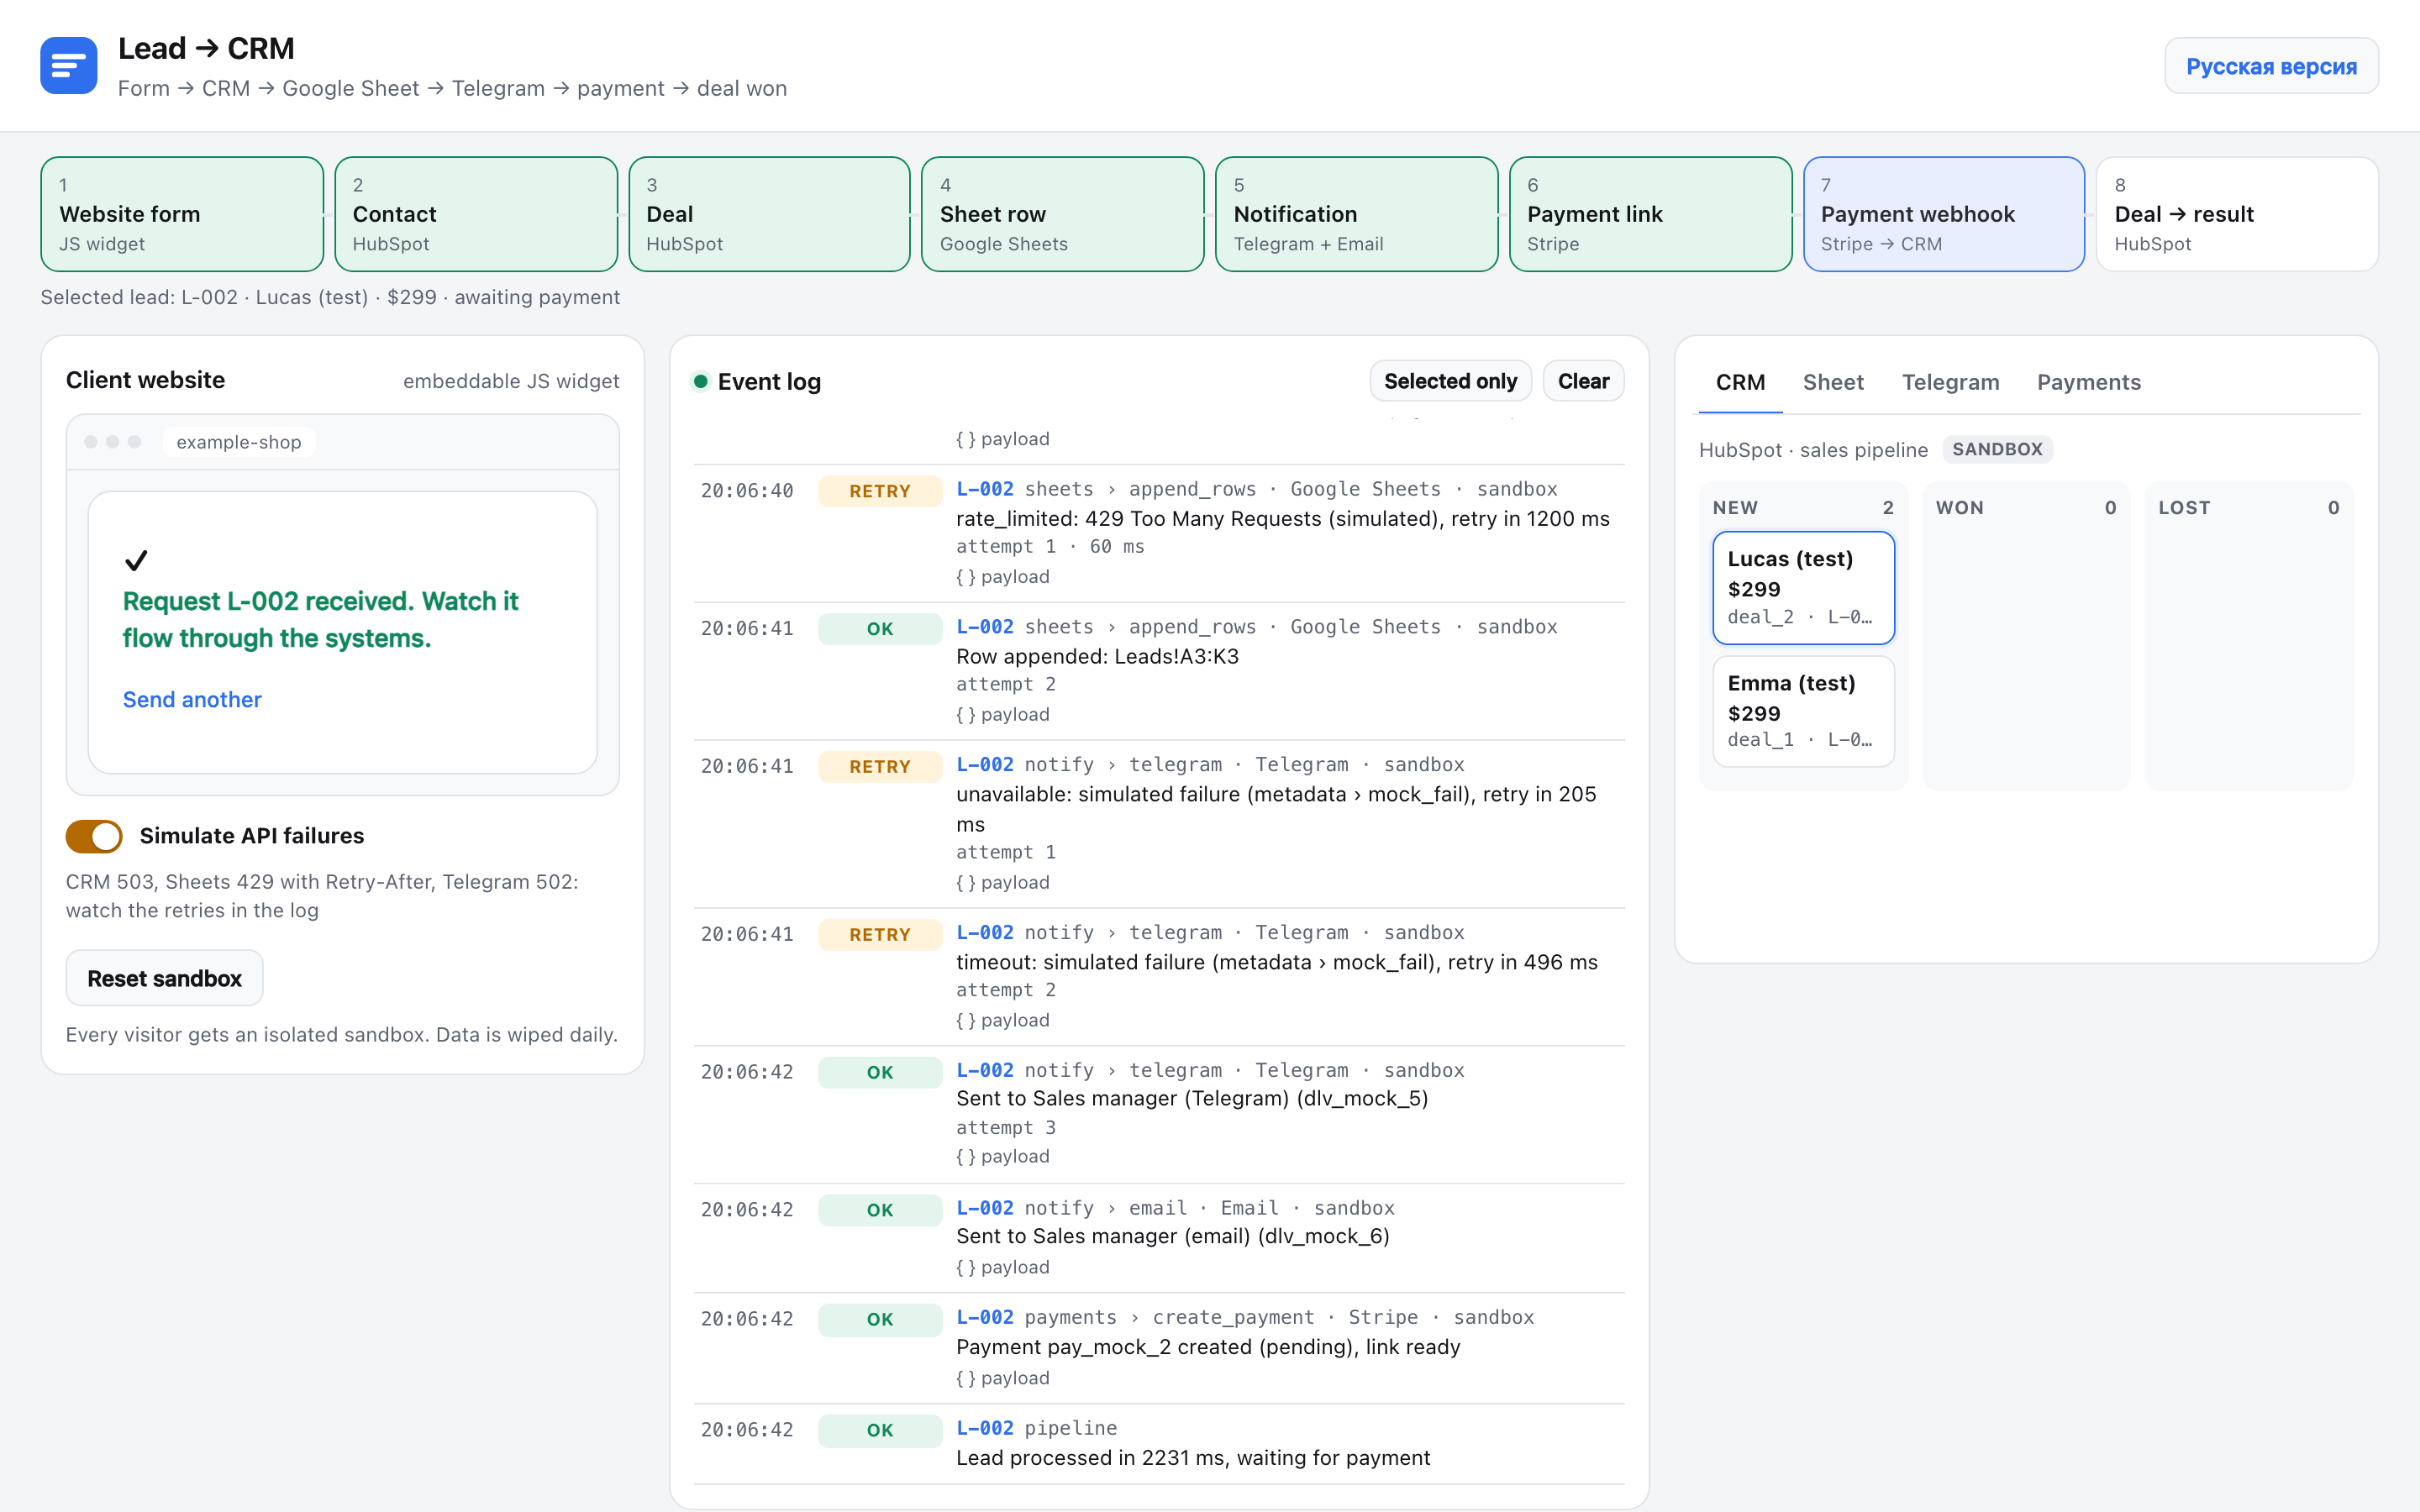 Lead → CRM
Form → CRM → Google Sheet → Telegram → payment → deal won
Русская версия
1
Website form
JS widget
2
Contact
HubSpot
3
Deal
HubSpot
4
Sheet row
Google Sheets
5
Notification
Telegram + Email
6
Payment link
Stripe
7
Payment webhook
Stripe → CRM
8
Deal → result
HubSpot
Selected lead: L-002 · Lucas (test) · $299 · awaiting payment
Client website
embeddable JS widget
example-shop
✓
Request L-002 received. Watch it
flow through the systems.
Send another
Simulate API failures
CRM 503, Sheets 429 with Retry-After, Telegram 502:
watch the retries in the log
Reset sandbox
Every visitor gets an isolated sandbox. Data is wiped daily.
Event log
Selected only
Clear
{ } payload
20:06:40 RETRY L-002 sheets › append_rows · Google Sheets · sandbox
rate_limited: 429 Too Many Requests (simulated), retry in 1200 ms
attempt 1 · 60 ms
{ } payload
20:06:41 OK L-002 sheets › append_rows · Google Sheets · sandbox
Row appended: Leads!A3:K3
attempt 2
{ } payload
20:06:41 RETRY L-002 notify › telegram · Telegram · sandbox
unavailable: simulated failure (metadata › mock_fail), retry in 205
ms
attempt 1
{ } payload
20:06:41 RETRY L-002 notify › telegram · Telegram · sandbox
timeout: simulated failure (metadata › mock_fail), retry in 496 ms
attempt 2
{ } payload
20:06:42 OK L-002 notify › telegram · Telegram · sandbox
Sent to Sales manager (Telegram) (dlv_mock_5)
attempt 3
{ } payload
20:06:42 OK L-002 notify › email · Email · sandbox
Sent to Sales manager (email) (dlv_mock_6)
{ } payload
20:06:42 OK L-002 payments › create_payment · Stripe · sandbox
Payment pay_mock_2 created (pending), link ready
{ } payload
20:06:42 OK L-002 pipeline
Lead processed in 2231 ms, waiting for payment
CRM Sheet Telegram Payments
HubSpot · sales pipeline SANDBOX
NEW 2
Lucas (test)
$299
deal_2 · L-0…
Emma (test)
$299
deal_1 · L-0…
WON 0
LOST 0